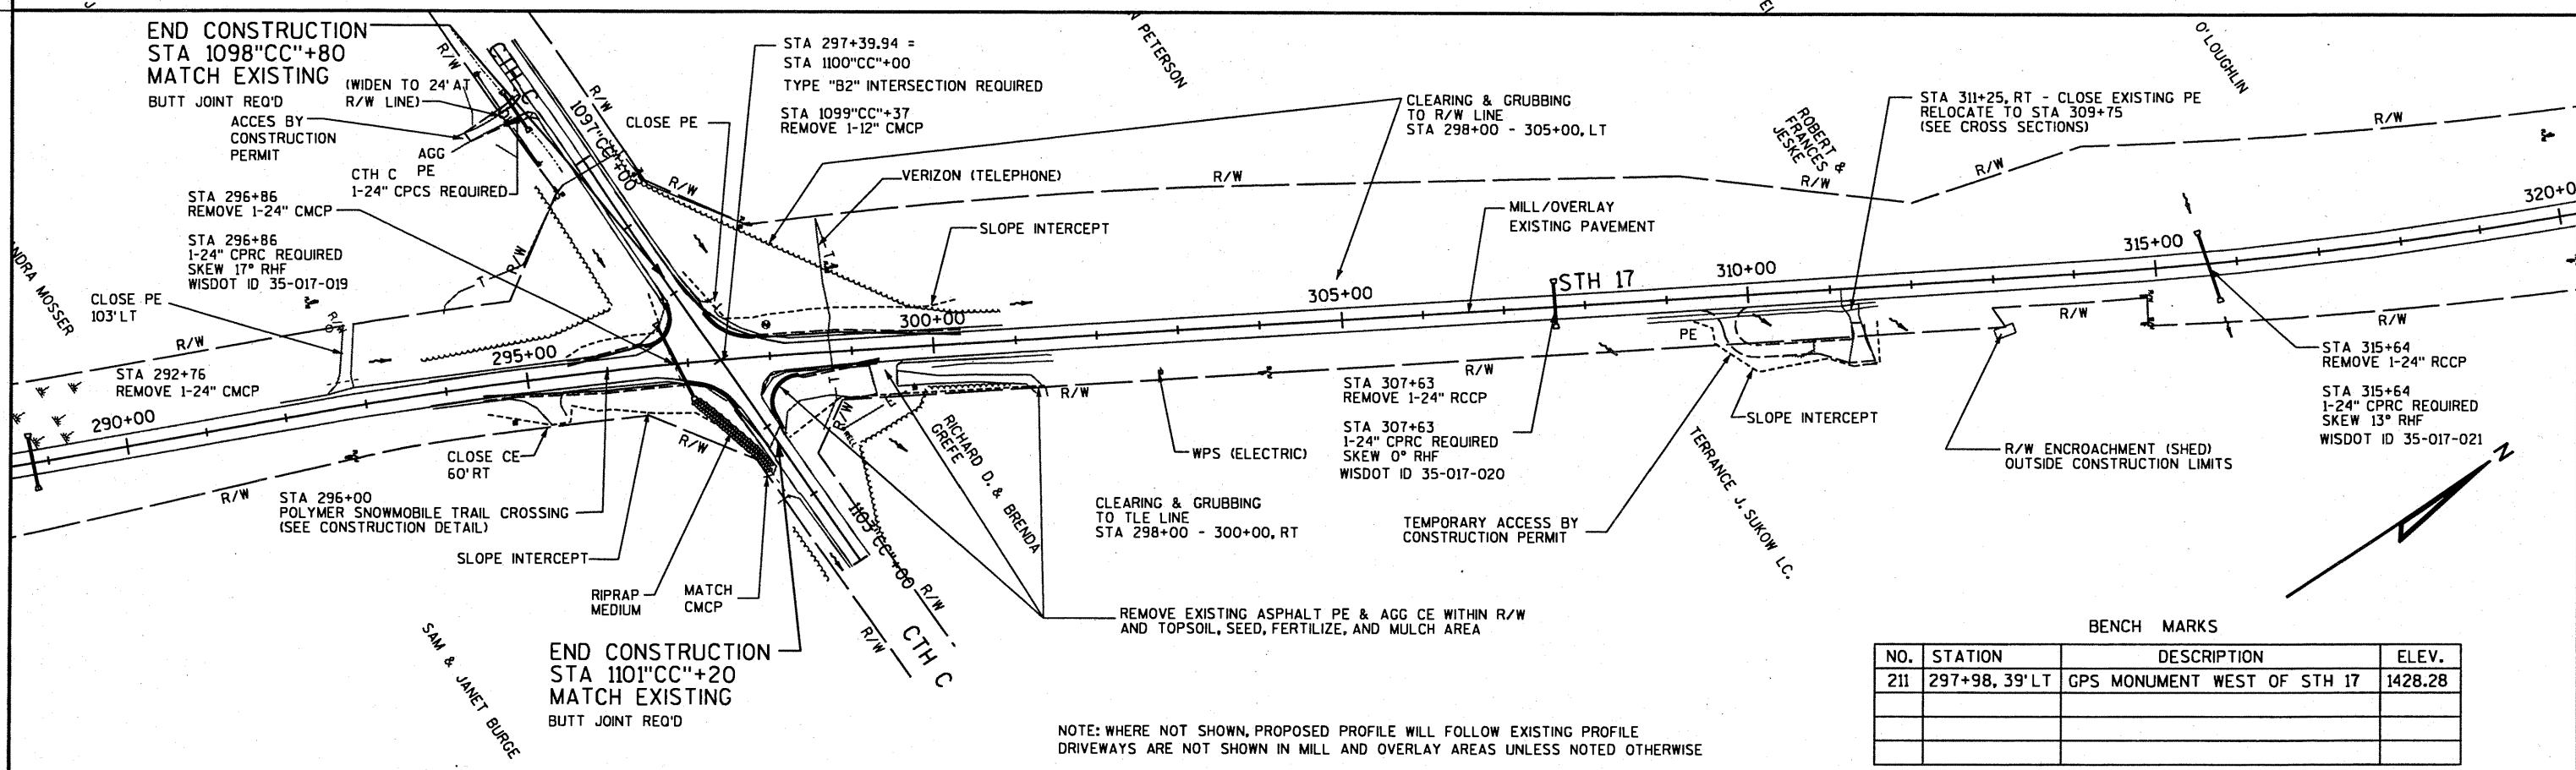 END CONSTRUCTION
STA 1098"CC"+80
MATCH EXISTING
BUTT JOINT REQ'D
(WIDEN TO 24' AT
R/W LINE)
ACCES BY
CONSTRUCTION
PERMIT
AGG
PE
CTH C
1-24" CPCS REQUIRED
STA 296+86
REMOVE 1-24" CMCP
STA 296+86
1-24" CPRC REQUIRED
SKEW 17° RHF
WISDOT ID 35-017-019
CLOSE PE
103' LT
STA 292+76
REMOVE 1-24" CMCP
NDRA MOSSER
R/W
R/W
R/W
R/W
CTH C
1097"CC"+00
R/W
R/W
CLOSE PE
STA 297+39.94 =
STA 1100"CC"+00
TYPE "B2" INTERSECTION REQUIRED
STA 1099"CC"+37
REMOVE 1-12" CMCP
N PETERSON
VERIZON (TELEPHONE)
SLOPE INTERCEPT
CLEARING & GRUBBING
TO R/W LINE
STA 298+00 - 305+00, LT
R/W
MILL/OVERLAY
EXISTING PAVEMENT
ROBERT &
FRANCES
JESKE
R/W
STA 311+25, RT - CLOSE EXISTING PE
RELOCATE TO STA 309+75
(SEE CROSS SECTIONS)
O'LOUGHLIN
R/W
R/W
290+00
295+00
300+00
305+00
STH 17
310+00
315+00
320+0
R/W
CLOSE CE
60' RT
STA 296+00
POLYMER SNOWMOBILE TRAIL CROSSING
(SEE CONSTRUCTION DETAIL)
SLOPE INTERCEPT
RIPRAP
MEDIUM
MATCH
CMCP
R/W
R/W
END CONSTRUCTION
STA 1101"CC"+20
MATCH EXISTING
BUTT JOINT REQ'D
SAM & JANET BURGE
1103"CC"+00
R/W
R/W
CTH C
RICHARD D. & BRENDA
GREFE
R/W
WPS (ELECTRIC)
CLEARING & GRUBBING
TO TLE LINE
STA 298+00 - 300+00, RT
REMOVE EXISTING ASPHALT PE & AGG CE WITHIN R/W
AND TOPSOIL, SEED, FERTILIZE, AND MULCH AREA
STA 307+63
REMOVE 1-24" RCCP
STA 307+63
1-24" CPRC REQUIRED
SKEW 0° RHF
WISDOT ID 35-017-020
R/W
PE
SLOPE INTERCEPT
TEMPORARY ACCESS BY
CONSTRUCTION PERMIT
TERRANCE J. SUKOW LC.
R/W
R/W
R/W ENCROACHMENT (SHED)
OUTSIDE CONSTRUCTION LIMITS
STA 315+64
REMOVE 1-24" RCCP
STA 315+64
1-24" CPRC REQUIRED
SKEW 13° RHF
WISDOT ID 35-017-021
N
BENCH MARKS
NO. STATION DESCRIPTION ELEV.
211 297+98, 39' LT GPS MONUMENT WEST OF STH 17 1428.28
NOTE: WHERE NOT SHOWN, PROPOSED PROFILE WILL FOLLOW EXISTING PROFILE
DRIVEWAYS ARE NOT SHOWN IN MILL AND OVERLAY AREAS UNLESS NOTED OTHERWISE